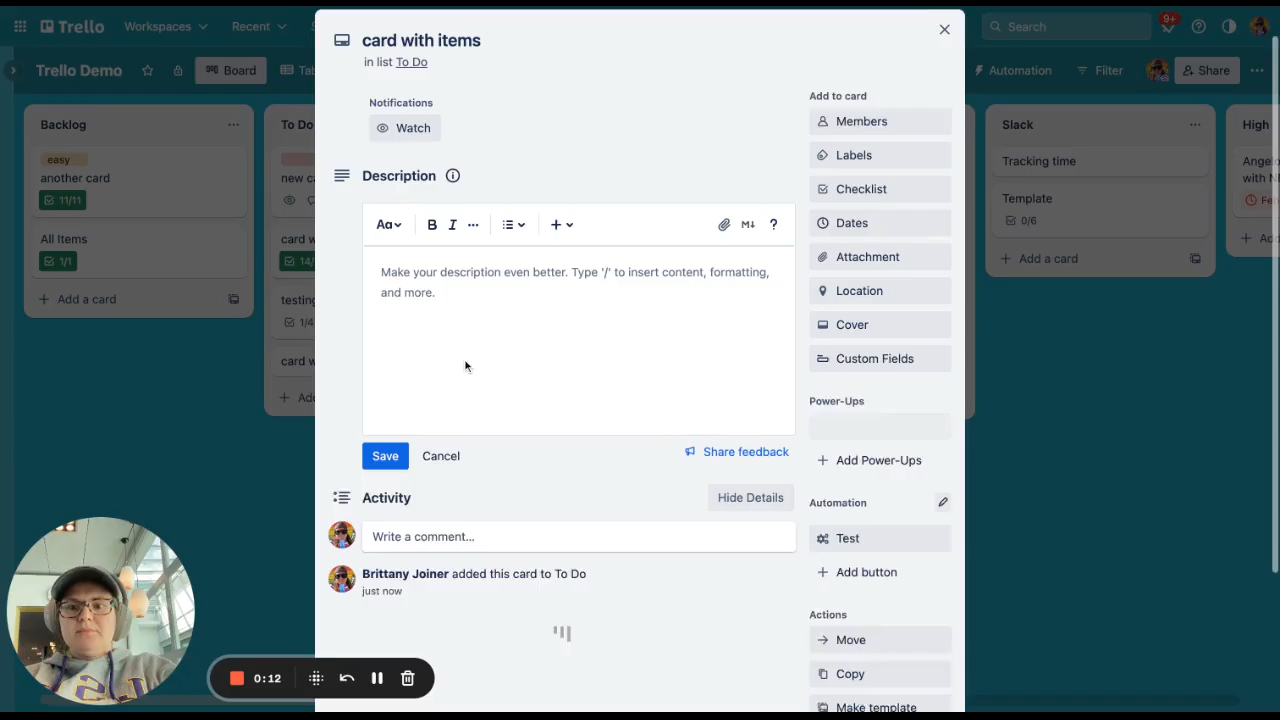 Trello
Workspaces
Recent
9+
Search
Trello Demo
Board
Automation
Filter
Share
Backlog
easy
another card
11/11
All Items
1/1
Add a card
To Do
new c
card w
14/
testing
1/4
card w
Ad
card with items
in list To Do
Notifications
Watch
Description
Aa
B I
M
?
Make your description even better. Type '/' to insert content, formatting,
and more.
Save
Cancel
Share feedback
Activity
Hide Details
Write a comment...
Brittany Joiner added this card to To Do
just now
Add to card
Members
Labels
Checklist
Dates
Attachment
Location
Cover
Custom Fields
Power-Ups
Add Power-Ups
Automation
Test
Add button
Actions
Move
Copy
Make template
Slack
Tracking time
Template
0/6
Add a card
High
Angel
with N
Fe
Ad
0:12